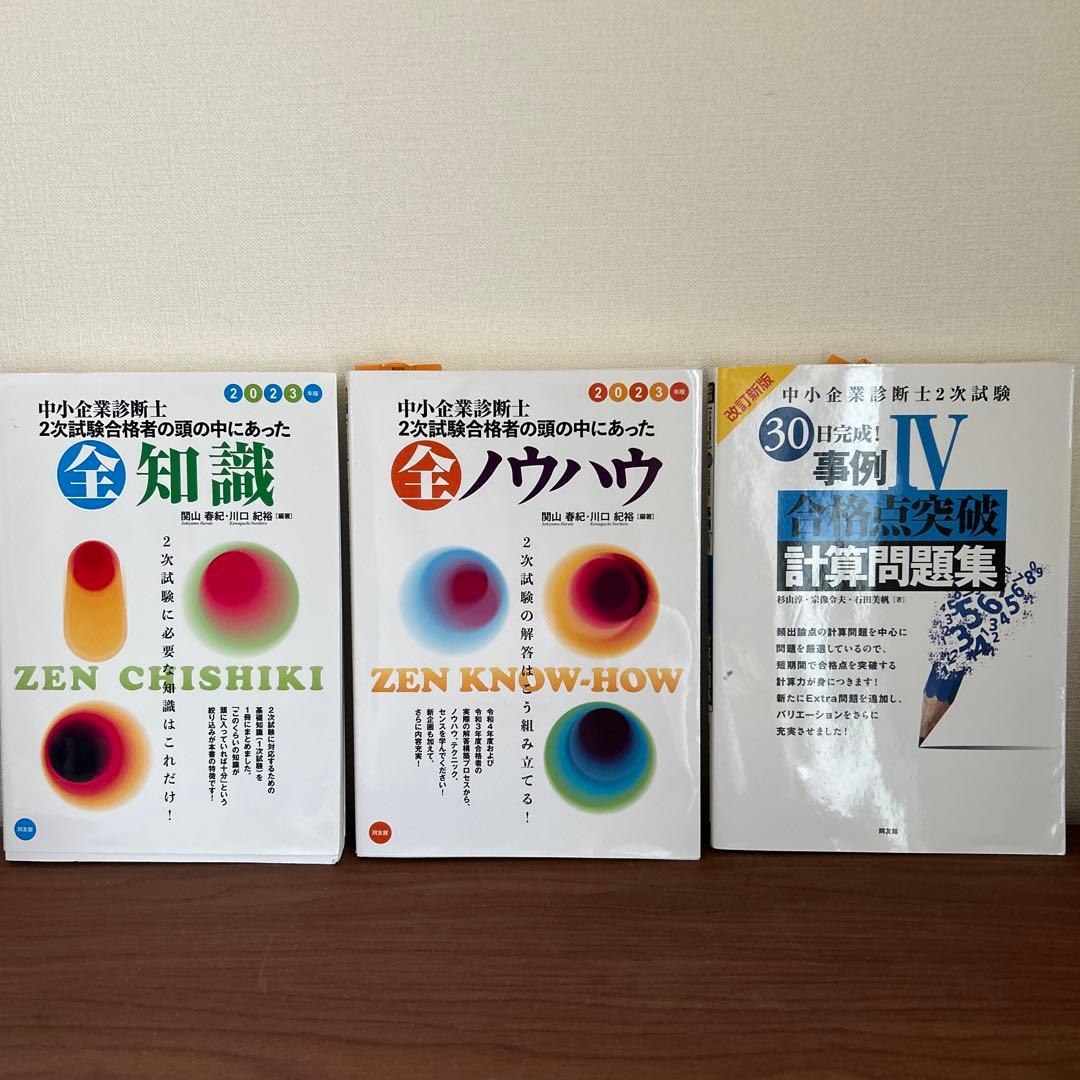 2023年版
中小企業診断士
2次試験合格者の頭の中にあった
全知識
関山 春紀・川口 紀裕[編著]
Sekiyama Haruki Kawaguchi Norihiro
2次試験に必要な知識はこれだけ!
ZEN CHISHIKI
2次試験に対応するための
基礎知識(1次試験)を
1冊にまとめました。
「このくらいの知識が
頭に入っていれば十分」という
絞り込みが本書の特徴です!
同友館
2023年版
中小企業診断士
2次試験合格者の頭の中にあった
全ノウハウ
関山 春紀・川口 紀裕[編著]
Sekiyama Haruki Kawaguchi Norihiro
2次試験の解答はこう組み立てる!
ZEN KNOW-HOW
令和4年度および
令和3年度合格者の
実際の解答構築プロセスから、
ノウハウ、テクニック、
センスを学んでください!
新企画も加えて、
さらに内容充実!
同友館
改訂新版
中小企業診断士2次試験
30日完成!
事例IV
合格点突破
計算問題集
杉山淳・宗像令夫・石田美帆[著]
頻出論点の計算問題を中心に
問題を厳選しているので、
短期間で合格点を突破する
計算力が身につきます!
新たにExtra問題を追加し、
バリエーションをさらに
充実させました!
同友館